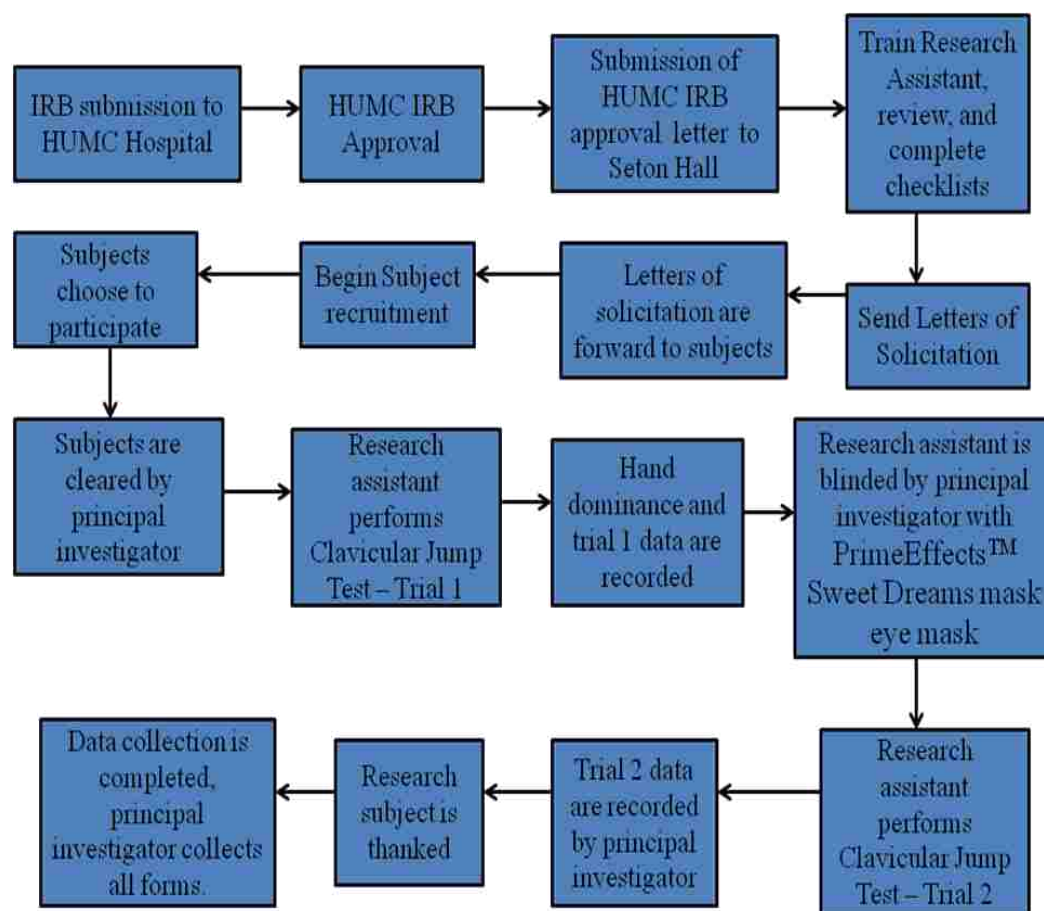 IRB submission to
HUMC Hospital
HUMC IRB
Approval
Submission of
HUMC IRB
approval letter to
Seton Hall
Train Research
Assistant,
review, and
complete
checklists
Send Letters of
Solicitation
Letters of
solicitation are
forward to subjects
Begin Subject
recruitment
Subjects
choose to
participate
Subjects are
cleared by
principal
investigator
Research
assistant
performs
Clavicular Jump
Test – Trial 1
Hand
dominance and
trial 1 data are
recorded
Research assistant is
blinded by principal
investigator with
PrimeEffects™
Sweet Dreams mask
eye mask
Research
assistant
performs
Clavicular Jump
Test – Trial 2
Trial 2 data
are recorded
by principal
investigator
Research
subject is
thanked
Data collection is
completed,
principal
investigator collects
all forms.